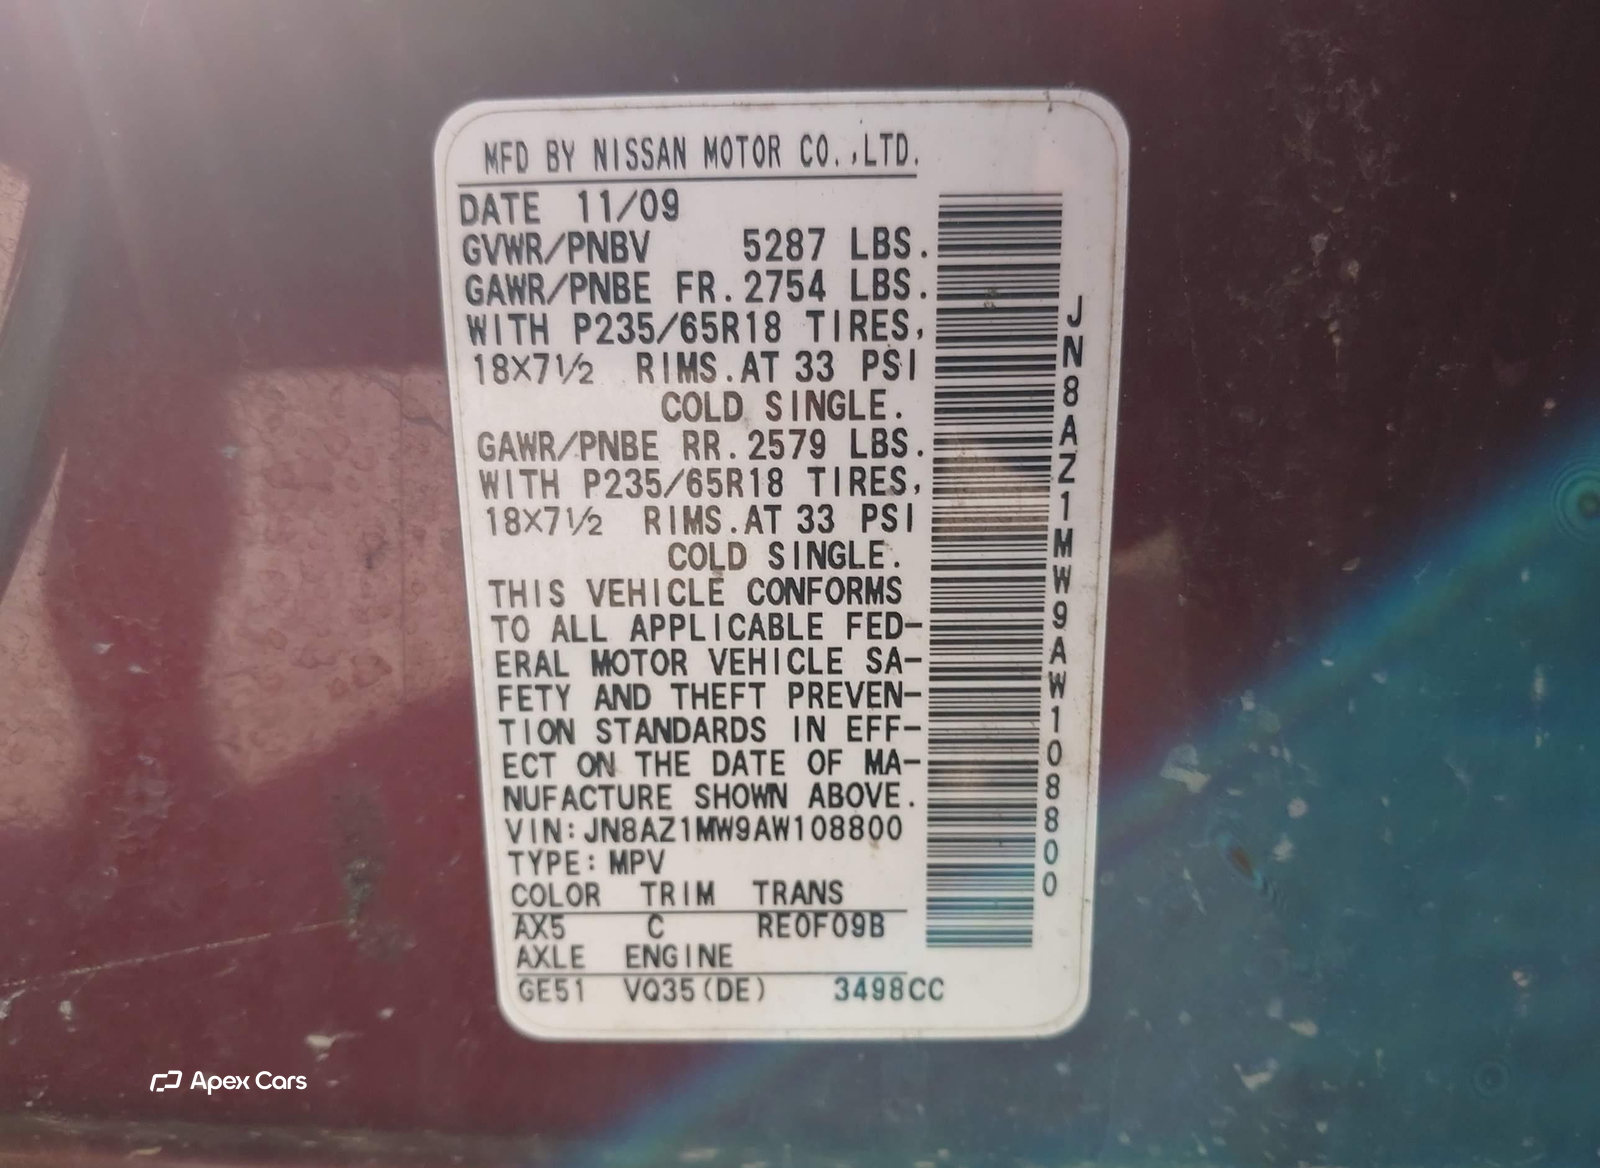 MFD BY NISSAN MOTOR CO.,LTD.
DATE 11/09
GVWR/PNBV 5287 LBS.
GAWR/PNBE FR. 2754 LBS.
WITH P235/65R18 TIRES,
18X7½ RIMS.AT 33 PSI
COLD SINGLE.
GAWR/PNBE RR. 2579 LBS.
WITH P235/65R18 TIRES,
18X7½ RIMS.AT 33 PSI
COLD SINGLE.
THIS VEHICLE CONFORMS
TO ALL APPLICABLE FED-
ERAL MOTOR VEHICLE SA-
FETY AND THEFT PREVEN-
TION STANDARDS IN EFF-
ECT ON THE DATE OF MA-
NUFACTURE SHOWN ABOVE.
VIN:JN8AZ1MW9AW108800
TYPE:MPV
COLOR TRIM TRANS
AX5 C RE0F09B
AXLE ENGINE
GE51 VQ35(DE) 3498CC
JN8AZ1MW9AW108800
Apex Cars